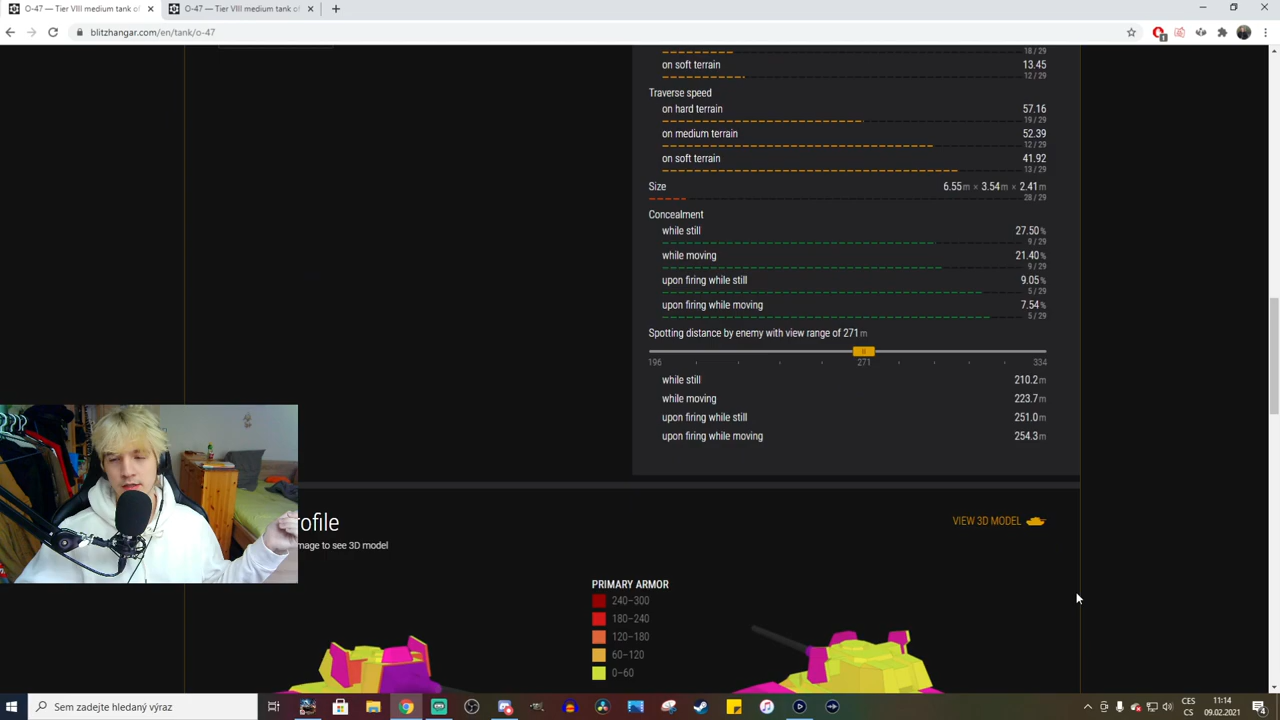 O-47 — Tier VIII medium tank of
O-47 — Tier VIII medium tank of
blitzhangar.com/en/tank/o-47
1
18 / 29
on soft terrain 13.45
12 / 29
Traverse speed
on hard terrain 57.16
19 / 29
on medium terrain 52.39
12 / 29
on soft terrain 41.92
13 / 29
Size 6.55m × 3.54m × 2.41m
28 / 29
Concealment
while still 27.50%
9 / 29
while moving 21.40%
9 / 29
upon firing while still 9.05%
5 / 29
upon firing while moving 7.54%
5 / 29
Spotting distance by enemy with view range of 271m
196 271 334
while still 210.2m
while moving 223.7m
upon firing while still 251.0m
upon firing while moving 254.3m
rofile
VIEW 3D MODEL
mage to see 3D model
PRIMARY ARMOR
240–300
180–240
120–180
60–120
0–60
Sem zadejte hledaný výraz
CES 11:14
CS 09.02.2021